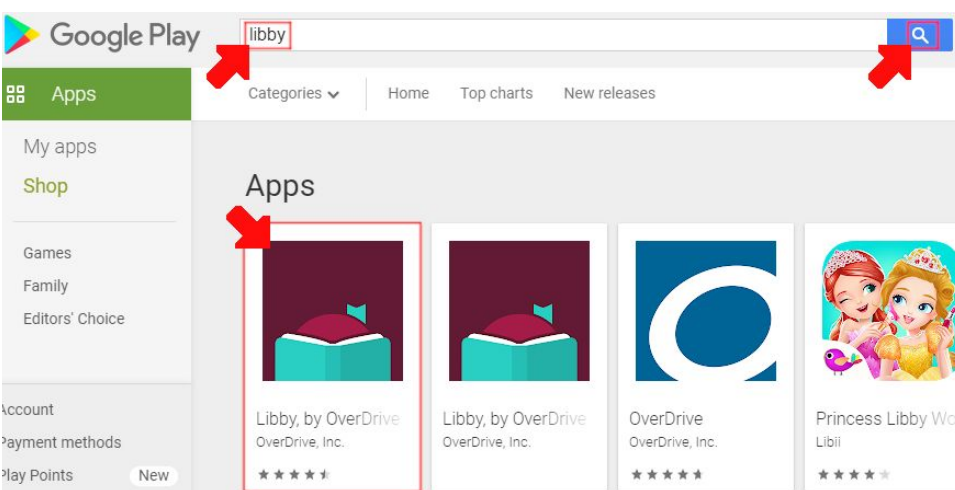 Google Play
libby
Apps
Categories
Home
Top charts
New releases
My apps
Shop
Games
Family
Editors' Choice
Account
Payment methods
Play Points
New
Apps
Libby, by OverDrive
OverDrive, Inc.
Libby, by OverDrive
OverDrive, Inc.
OverDrive
OverDrive, Inc.
Princess Libby Wo
Libii